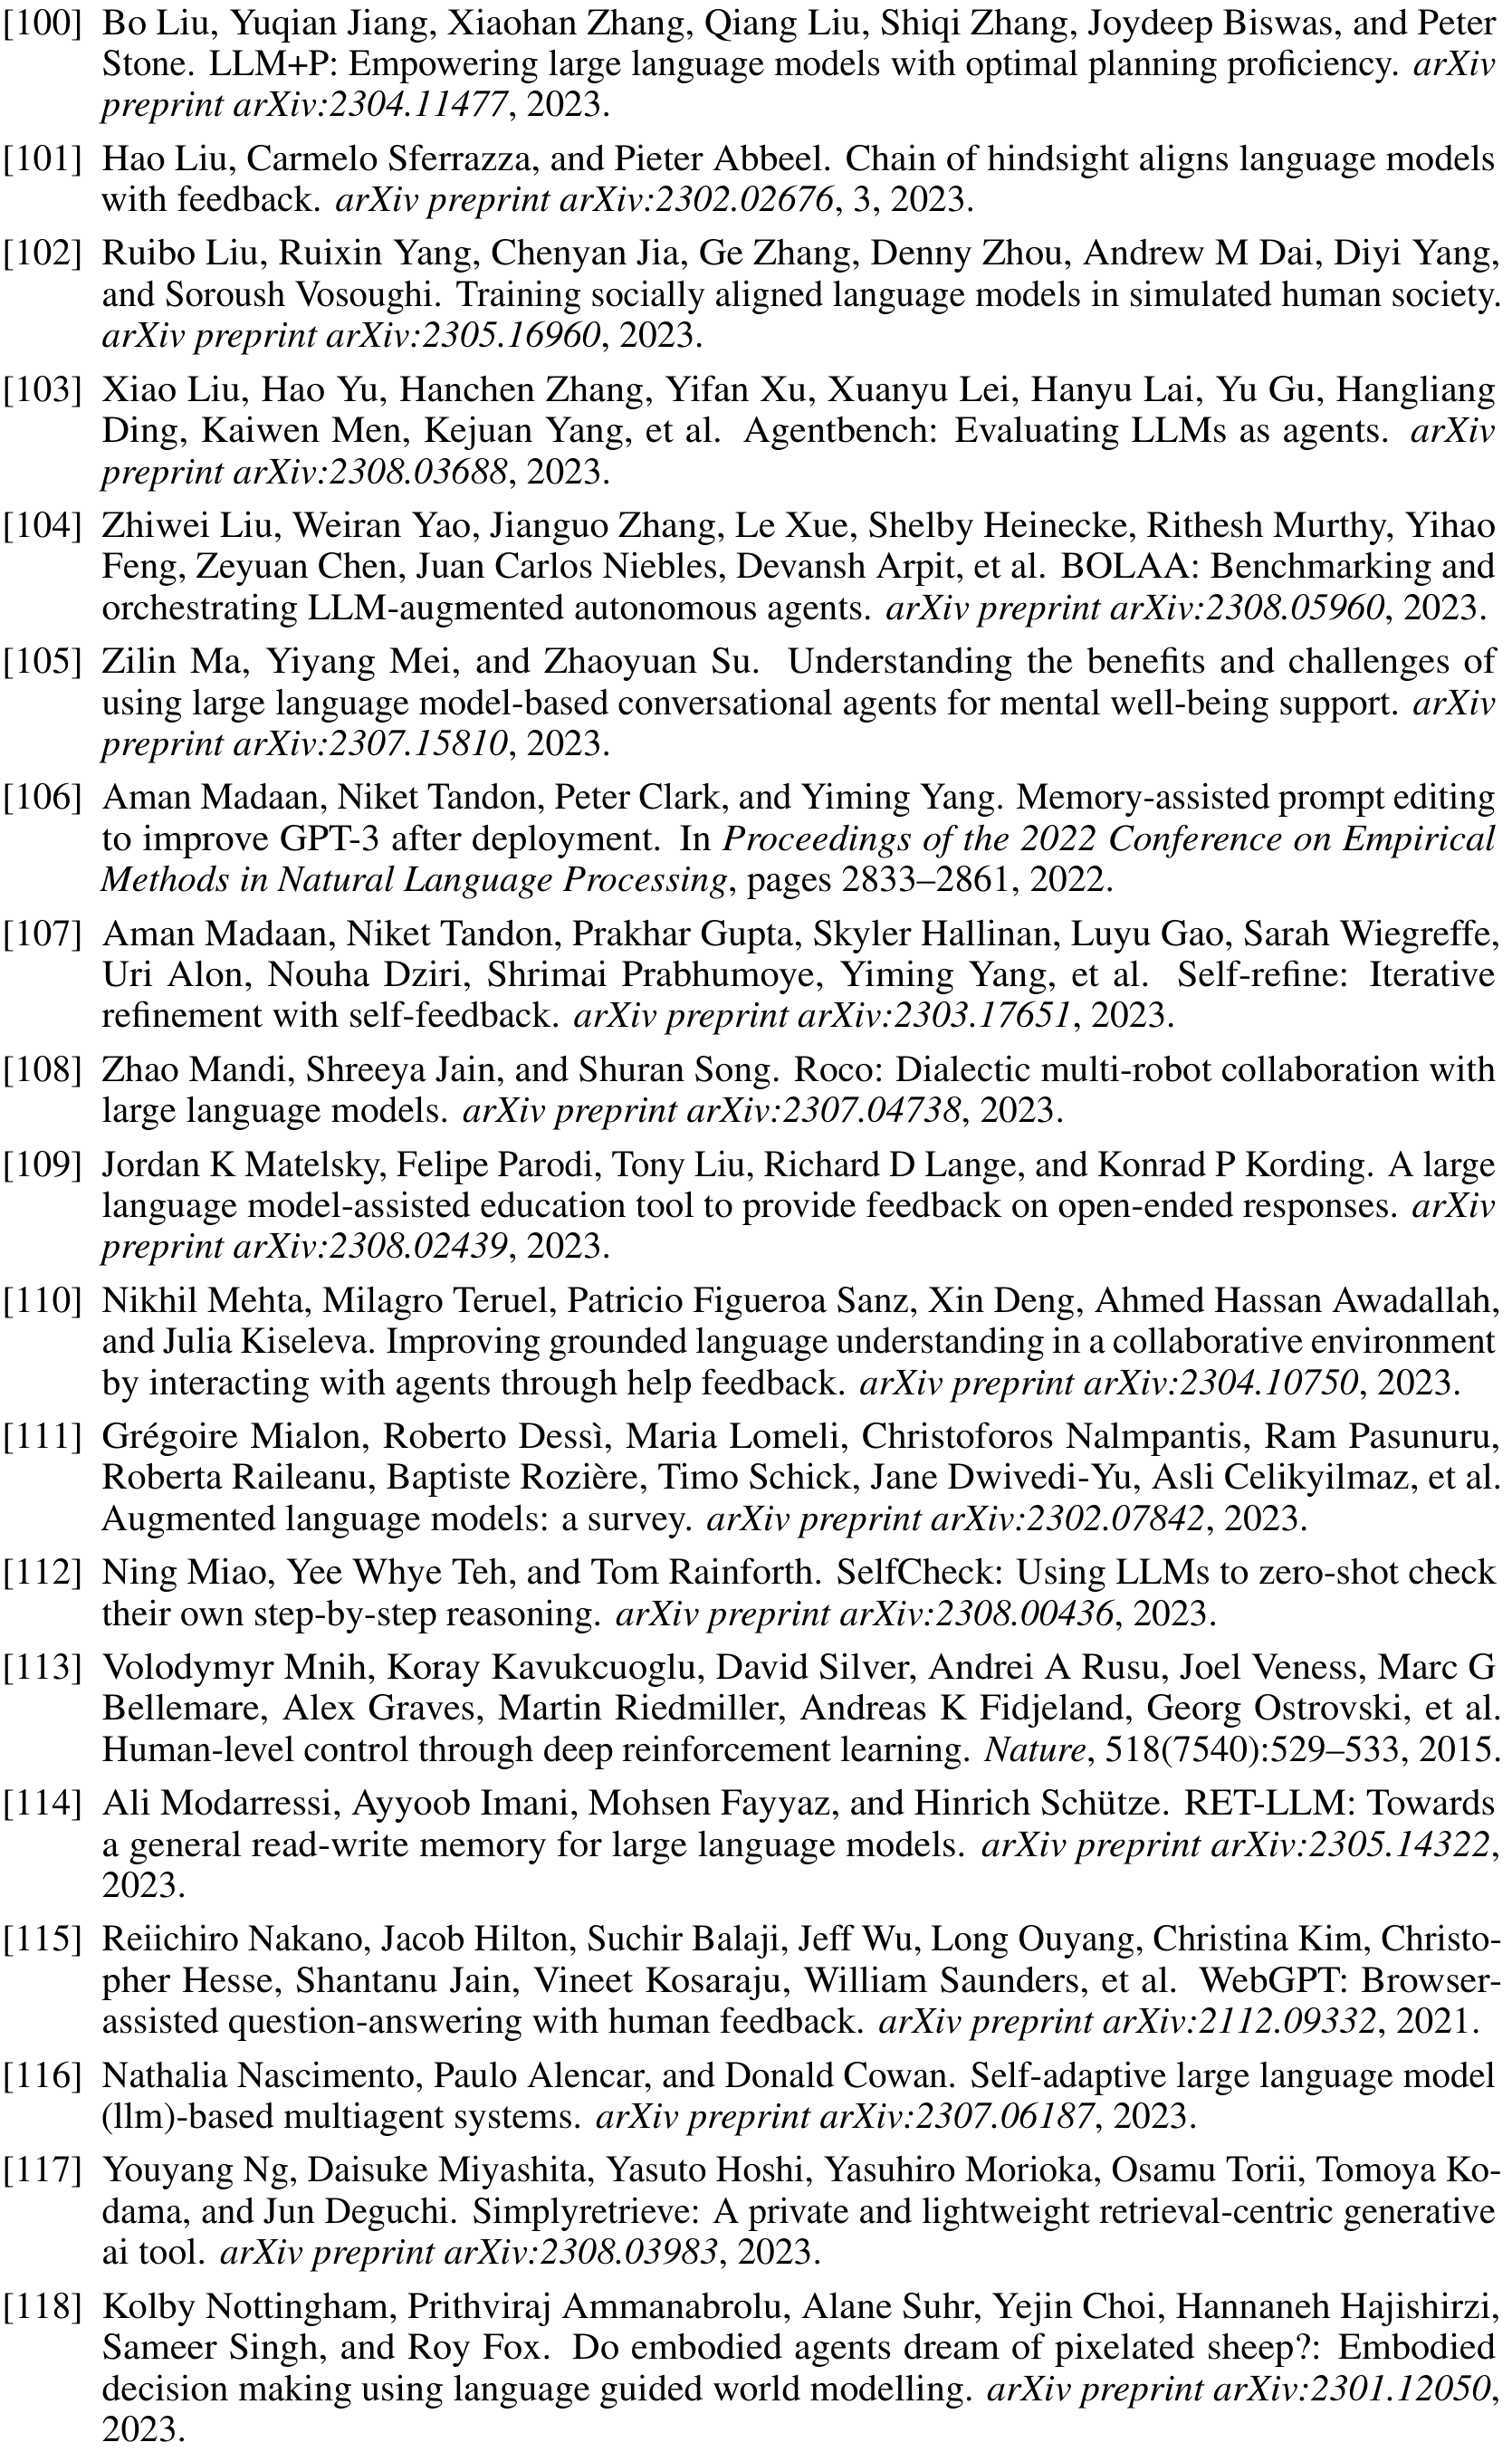 [100] Bo Liu, Yuqian Jiang, Xiaohan Zhang, Qiang Liu, Shiqi Zhang, Joydeep Biswas, and Peter
Stone. LLM+P: Empowering large language models with optimal planning proficiency. arXiv
preprint arXiv:2304.11477, 2023.
[101] Hao Liu, Carmelo Sferrazza, and Pieter Abbeel. Chain of hindsight aligns language models
with feedback. arXiv preprint arXiv:2302.02676, 3, 2023.
[102] Ruibo Liu, Ruixin Yang, Chenyan Jia, Ge Zhang, Denny Zhou, Andrew M Dai, Diyi Yang,
and Soroush Vosoughi. Training socially aligned language models in simulated human society.
arXiv preprint arXiv:2305.16960, 2023.
[103] Xiao Liu, Hao Yu, Hanchen Zhang, Yifan Xu, Xuanyu Lei, Hanyu Lai, Yu Gu, Hangliang
Ding, Kaiwen Men, Kejuan Yang, et al. Agentbench: Evaluating LLMs as agents. arXiv
preprint arXiv:2308.03688, 2023.
[104] Zhiwei Liu, Weiran Yao, Jianguo Zhang, Le Xue, Shelby Heinecke, Rithesh Murthy, Yihao
Feng, Zeyuan Chen, Juan Carlos Niebles, Devansh Arpit, et al. BOLAA: Benchmarking and
orchestrating LLM-augmented autonomous agents. arXiv preprint arXiv:2308.05960, 2023.
[105] Zilin Ma, Yiyang Mei, and Zhaoyuan Su. Understanding the benefits and challenges of
using large language model-based conversational agents for mental well-being support. arXiv
preprint arXiv:2307.15810, 2023.
[106] Aman Madaan, Niket Tandon, Peter Clark, and Yiming Yang. Memory-assisted prompt editing
to improve GPT-3 after deployment. In Proceedings of the 2022 Conference on Empirical
Methods in Natural Language Processing, pages 2833–2861, 2022.
[107] Aman Madaan, Niket Tandon, Prakhar Gupta, Skyler Hallinan, Luyu Gao, Sarah Wiegreffe,
Uri Alon, Nouha Dziri, Shrimai Prabhumoye, Yiming Yang, et al. Self-refine: Iterative
refinement with self-feedback. arXiv preprint arXiv:2303.17651, 2023.
[108] Zhao Mandi, Shreeya Jain, and Shuran Song. Roco: Dialectic multi-robot collaboration with
large language models. arXiv preprint arXiv:2307.04738, 2023.
[109] Jordan K Matelsky, Felipe Parodi, Tony Liu, Richard D Lange, and Konrad P Kording. A large
language model-assisted education tool to provide feedback on open-ended responses. arXiv
preprint arXiv:2308.02439, 2023.
[110] Nikhil Mehta, Milagro Teruel, Patricio Figueroa Sanz, Xin Deng, Ahmed Hassan Awadallah,
and Julia Kiseleva. Improving grounded language understanding in a collaborative environment
by interacting with agents through help feedback. arXiv preprint arXiv:2304.10750, 2023.
[111] Grégoire Mialon, Roberto Dessì, Maria Lomeli, Christoforos Nalmpantis, Ram Pasunuru,
Roberta Raileanu, Baptiste Rozière, Timo Schick, Jane Dwivedi-Yu, Asli Celikyilmaz, et al.
Augmented language models: a survey. arXiv preprint arXiv:2302.07842, 2023.
[112] Ning Miao, Yee Whye Teh, and Tom Rainforth. SelfCheck: Using LLMs to zero-shot check
their own step-by-step reasoning. arXiv preprint arXiv:2308.00436, 2023.
[113] Volodymyr Mnih, Koray Kavukcuoglu, David Silver, Andrei A Rusu, Joel Veness, Marc G
Bellemare, Alex Graves, Martin Riedmiller, Andreas K Fidjeland, Georg Ostrovski, et al.
Human-level control through deep reinforcement learning. Nature, 518(7540):529–533, 2015.
[114] Ali Modarressi, Ayyoob Imani, Mohsen Fayyaz, and Hinrich Schütze. RET-LLM: Towards
a general read-write memory for large language models. arXiv preprint arXiv:2305.14322,
2023.
[115] Reiichiro Nakano, Jacob Hilton, Suchir Balaji, Jeff Wu, Long Ouyang, Christina Kim, Christo-
pher Hesse, Shantanu Jain, Vineet Kosaraju, William Saunders, et al. WebGPT: Browser-
assisted question-answering with human feedback. arXiv preprint arXiv:2112.09332, 2021.
[116] Nathalia Nascimento, Paulo Alencar, and Donald Cowan. Self-adaptive large language model
(llm)-based multiagent systems. arXiv preprint arXiv:2307.06187, 2023.
[117] Youyang Ng, Daisuke Miyashita, Yasuto Hoshi, Yasuhiro Morioka, Osamu Torii, Tomoya Ko-
dama, and Jun Deguchi. Simplyretrieve: A private and lightweight retrieval-centric generative
ai tool. arXiv preprint arXiv:2308.03983, 2023.
[118] Kolby Nottingham, Prithviraj Ammanabrolu, Alane Suhr, Yejin Choi, Hannaneh Hajishirzi,
Sameer Singh, and Roy Fox. Do embodied agents dream of pixelated sheep?: Embodied
decision making using language guided world modelling. arXiv preprint arXiv:2301.12050,
2023.